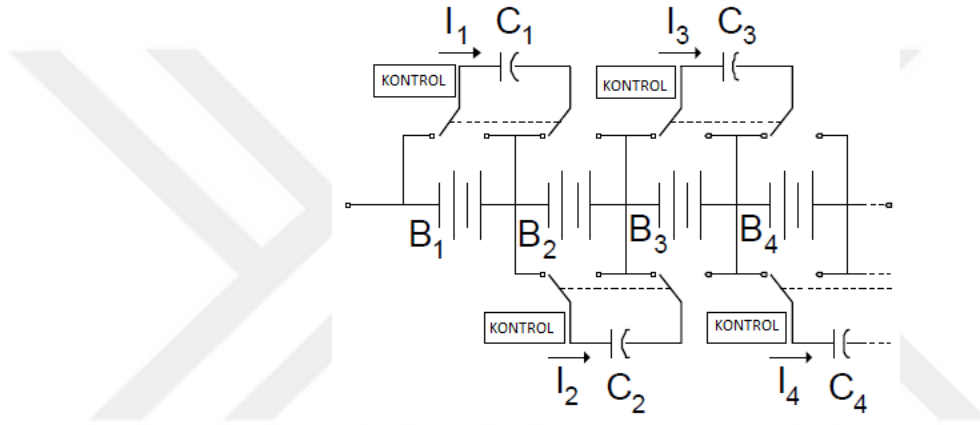 I1 C1 I3 C3
KONTROL KONTROL
B1 B2 B3 B4
KONTROL KONTROL
I2 C2 I4 C4